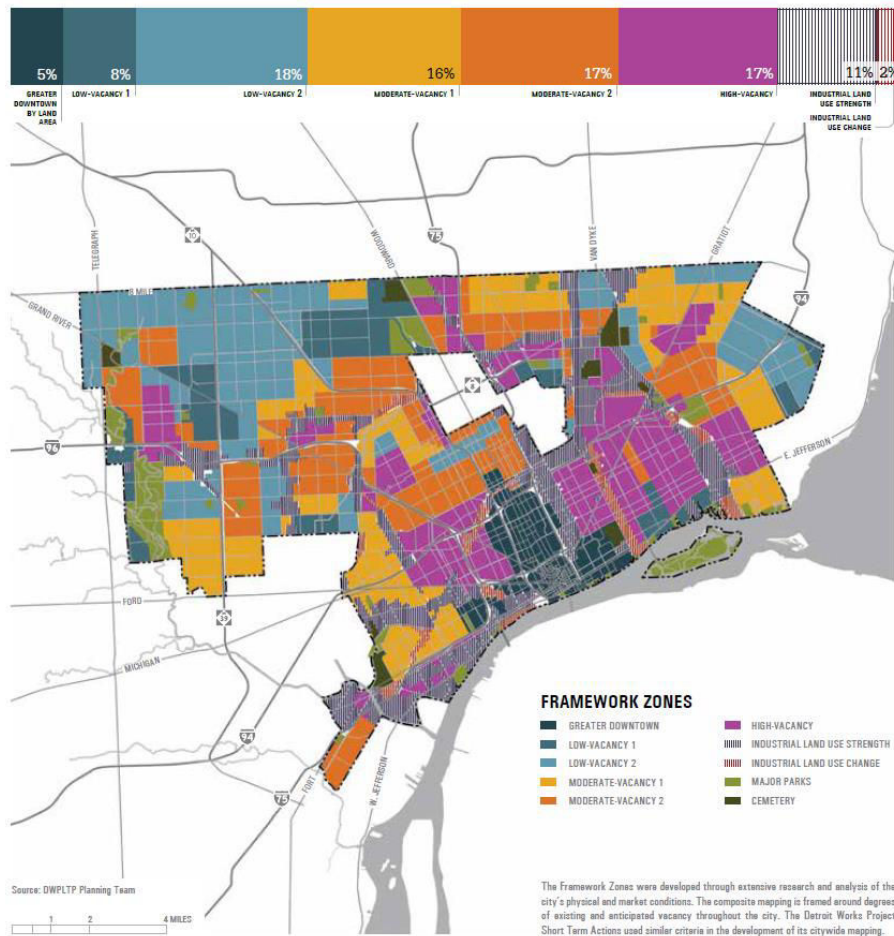 5%
8%
18%
16%
17%
17%
11%
2%
GREATER
DOWNTOWN
BY LAND
AREA
LOW-VACANCY 1
LOW-VACANCY 2
MODERATE-VACANCY 1
MODERATE-VACANCY 2
HIGH-VACANCY
INDUSTRIAL LAND
USE STRENGTH
INDUSTRIAL LAND
USE CHANGE
TELEGRAPH
10
WOODWARD
75
VAN DYKE
GRATIOT
94
8 MILE
GRAND RIVER
96
E. JEFFERSON
FORD
39
MICHIGAN
94
75
FORT
W. JEFFERSON
FRAMEWORK ZONES
GREATER DOWNTOWN
LOW-VACANCY 1
LOW-VACANCY 2
MODERATE-VACANCY 1
MODERATE-VACANCY 2
HIGH-VACANCY
INDUSTRIAL LAND USE STRENGTH
INDUSTRIAL LAND USE CHANGE
MAJOR PARKS
CEMETERY
Source: DWPLTP Planning Team
1 2 4 MILES
The Framework Zones were developed through extensive research and analysis of the
city's physical and market conditions. The composite mapping is framed around degrees
of existing and anticipated vacancy throughout the city. The Detroit Works Project
Short Term Actions used similar criteria in the development of its citywide mapping.